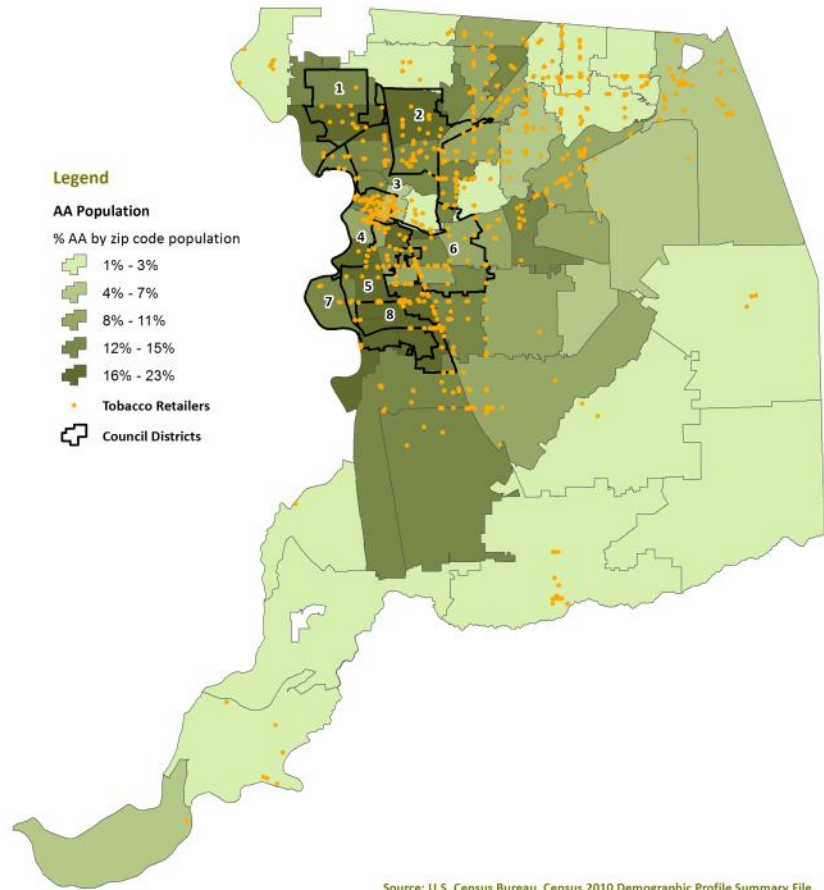 1
2
Legend
3
AA Population
% AA by zip code population
4
6
1% - 3%
4% - 7%
5
7
8% - 11%
8
12% - 15%
16% - 23%
Tobacco Retailers
Council Districts
Source: U.S. Census Bureau, Census 2010 Demographic Profile Summary File